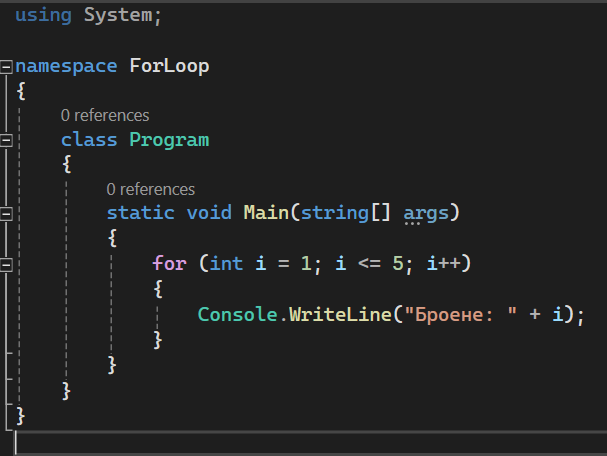 using System;
namespace ForLoop
{
0 references
class Program
{
0 references
static void Main(string[] args)
{
for (int i = 1; i <= 5; i++)
{
Console.WriteLine("Броене: " + i);
}
}
}
}